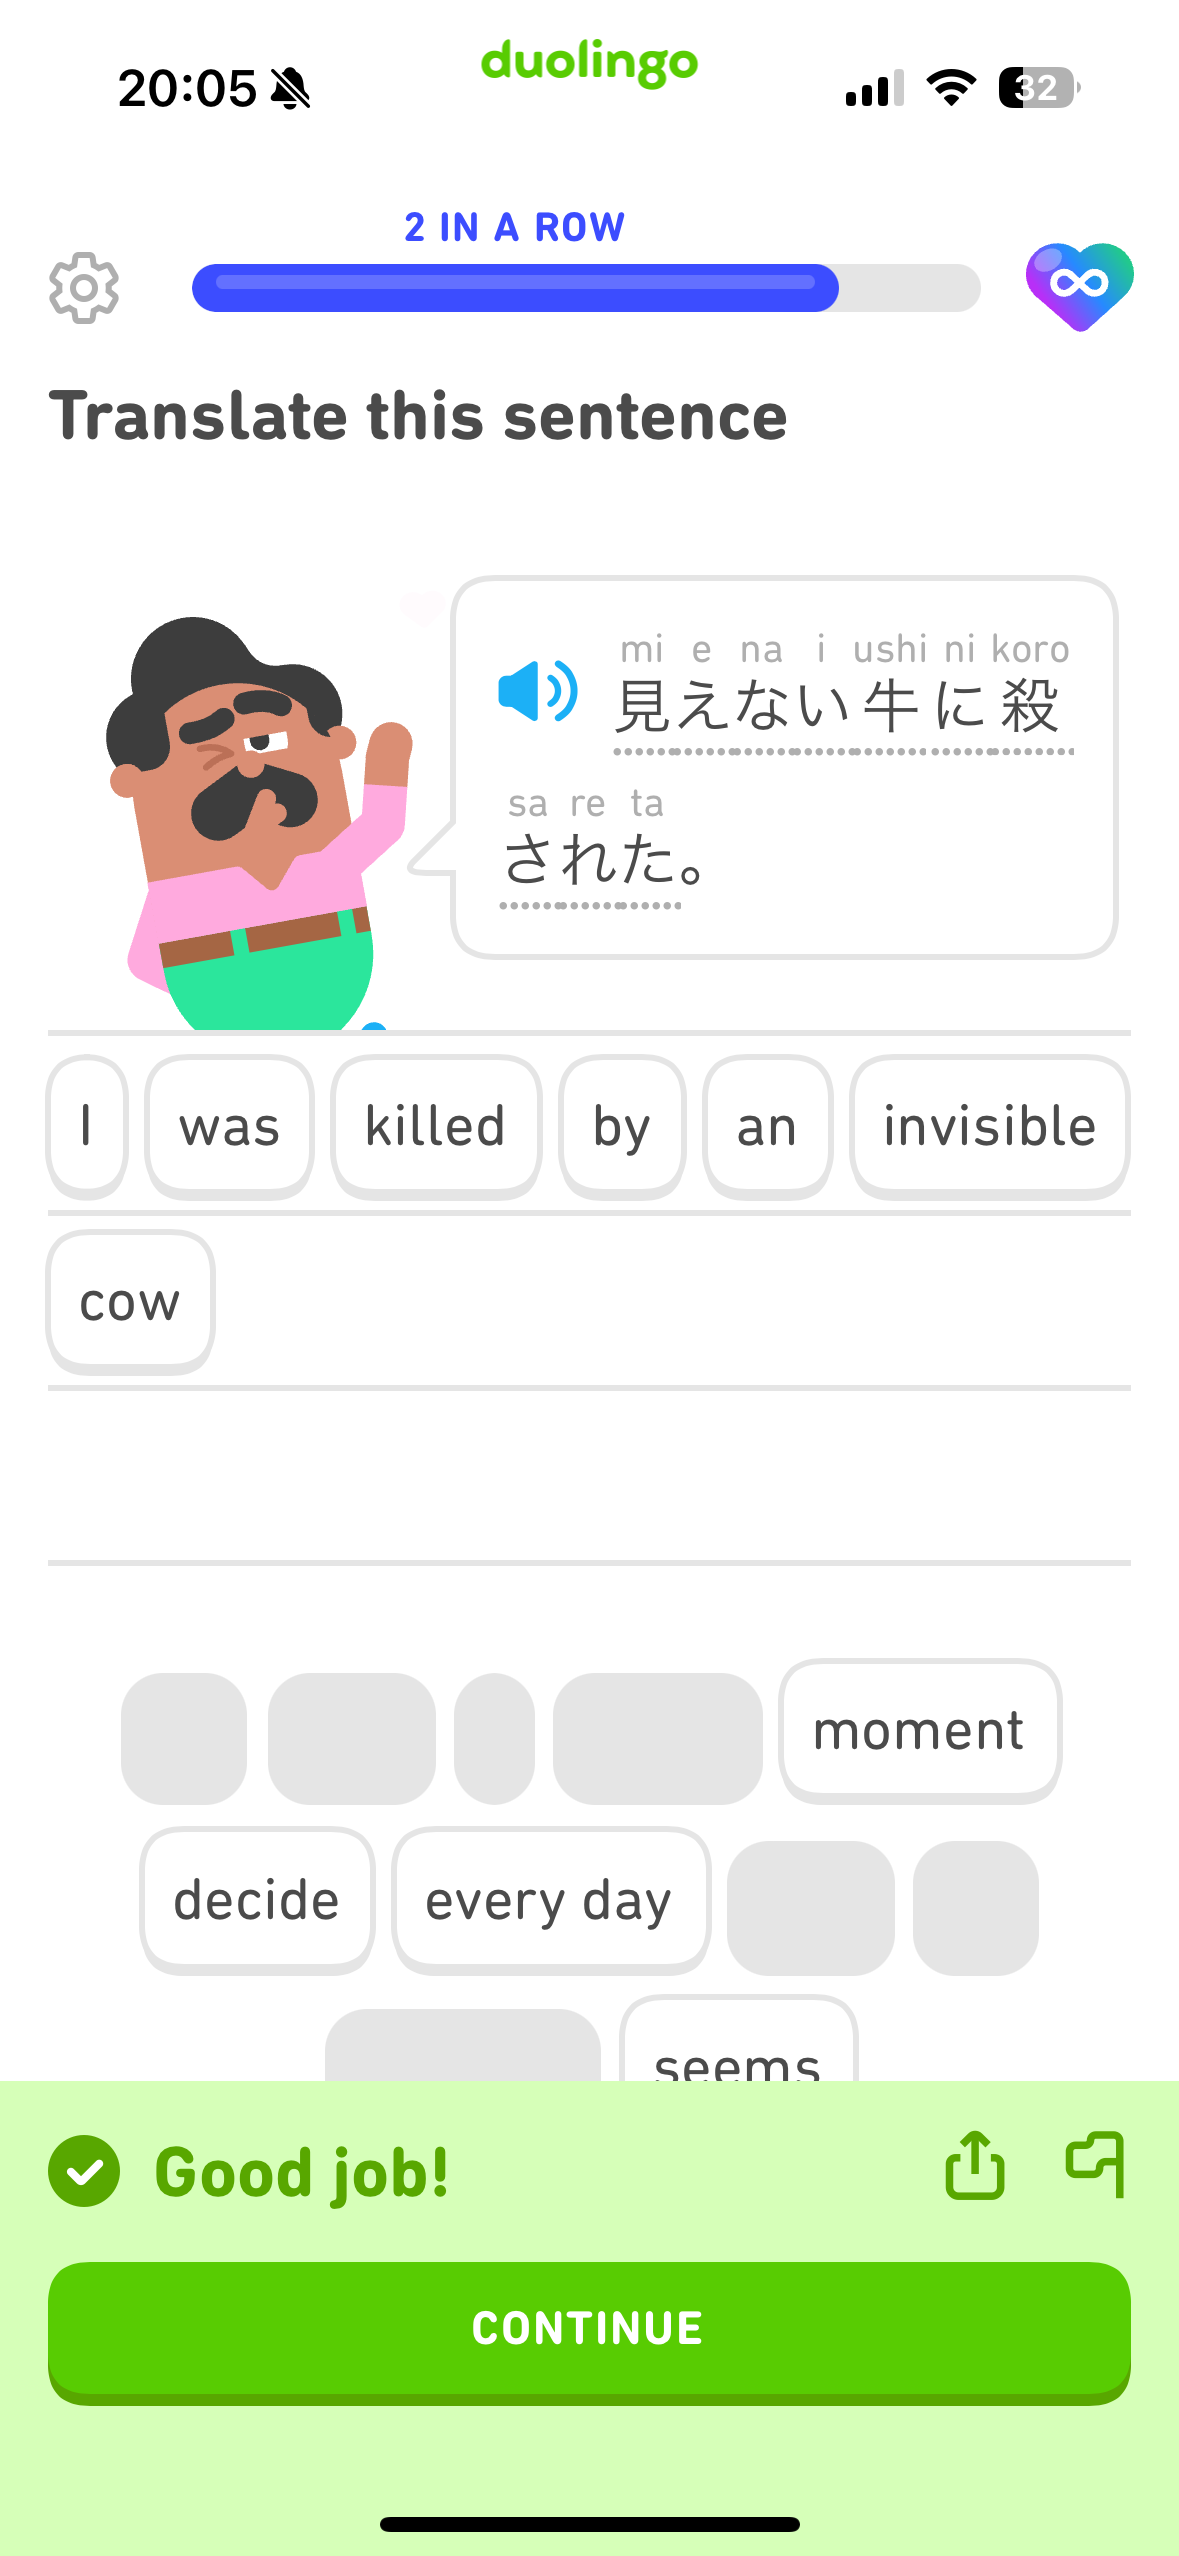 duolingo
20:05
32
2 IN A ROW
Translate this sentence
mi e na i ushi ni koro
見えない牛に殺
sa re ta
された。
I was killed by an invisible
cow
moment
decide every day
seems
Good job!
CONTINUE